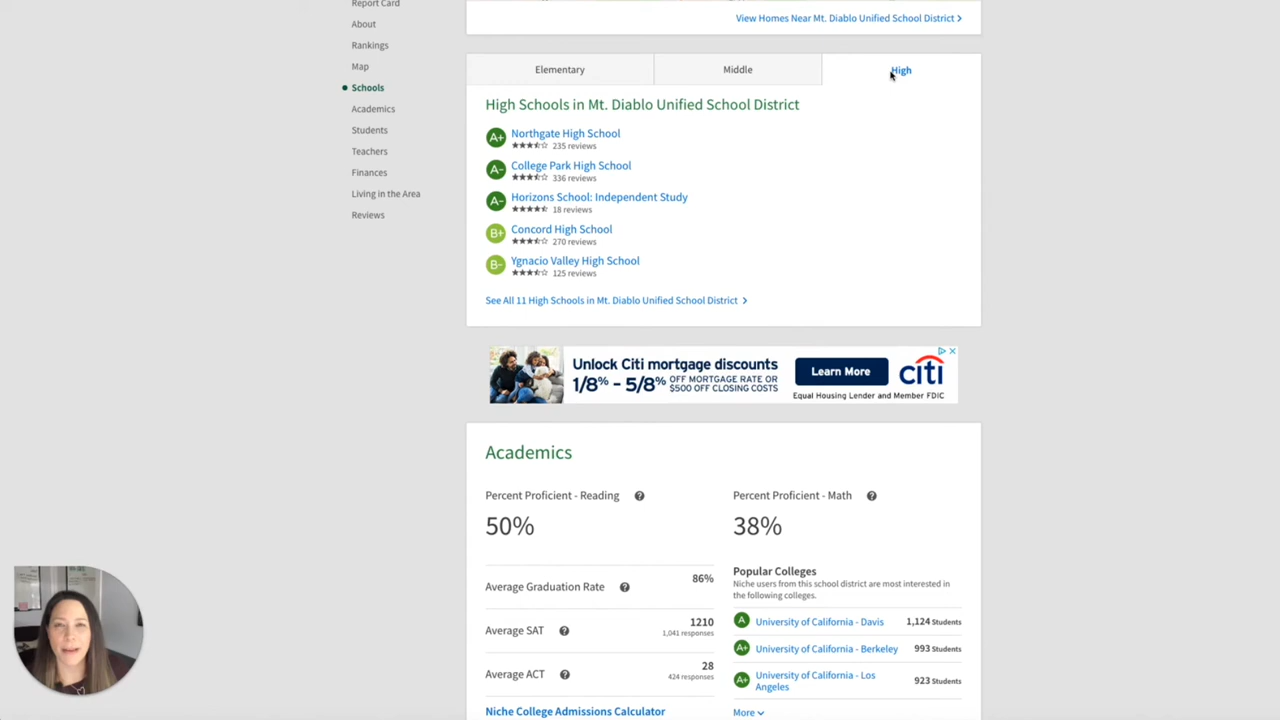 Report Card
About
Rankings
Map
Schools
Academics
Students
Teachers
Finances
Living in the Area
Reviews
View Homes Near Mt. Diablo Unified School District
Elementary
Middle
High
High Schools in Mt. Diablo Unified School District
A+ Northgate High School
235 reviews
A- College Park High School
336 reviews
A- Horizons School: Independent Study
18 reviews
B+ Concord High School
270 reviews
B- Ygnacio Valley High School
125 reviews
See All 11 High Schools in Mt. Diablo Unified School District
Unlock Citi mortgage discounts
1/8% - 5/8% OFF MORTGAGE RATE OR
$500 OFF CLOSING COSTS
Learn More
citi
Equal Housing Lender and Member FDIC
Academics
Percent Proficient - Reading ?
50%
Percent Proficient - Math ?
38%
Average Graduation Rate ? 86%
Average SAT ? 1210
1,041 responses
Average ACT ? 28
424 responses
Niche College Admissions Calculator
Popular Colleges
Niche users from this school district are most interested in
the following colleges.
A University of California - Davis 1,124 Students
A+ University of California - Berkeley 993 Students
A+ University of California - Los
Angeles 923 Students
More